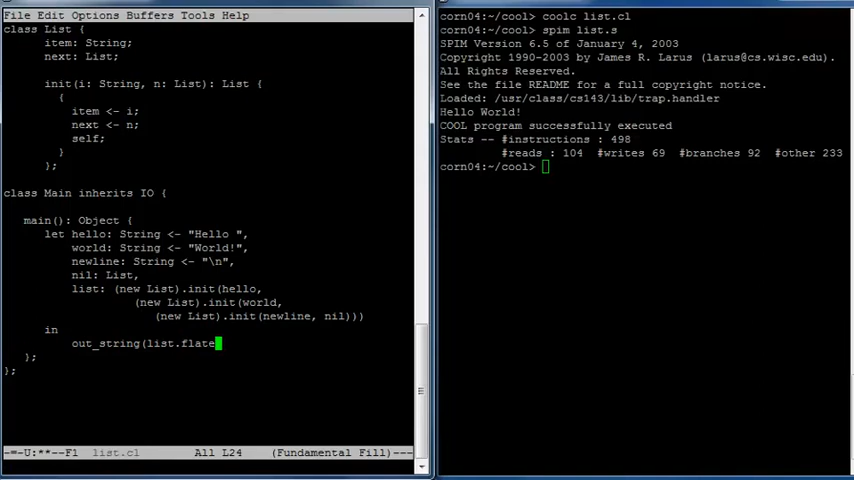 File Edit Options Buffers Tools Help
class List {
item: String;
next: List;
init(i: String, n: List): List {
{
item <- i;
next <- n;
self;
}
};
class Main inherits IO {
main(): Object {
let hello: String <- "Hello ",
world: String <- "World!",
newline: String <- "\n",
nil: List,
list: (new List).init(hello,
(new List).init(world,
(new List).init(newline, nil)))
in
out_string(list.flate
};
};
-=-U:**--F1 list.cl All L24 (Fundamental Fill)----
corn04:~/cool> coolc list.cl
corn04:~/cool> spim list.s
SPIM Version 6.5 of January 4, 2003
Copyright 1990-2003 by James R. Larus (larus@cs.wisc.edu).
All Rights Reserved.
See the file README for a full copyright notice.
Loaded: /usr/class/cs143/lib/trap.handler
Hello World!
COOL program successfully executed
Stats -- #instructions : 498
#reads : 104 #writes 69 #branches 92 #other 233
corn04:~/cool>